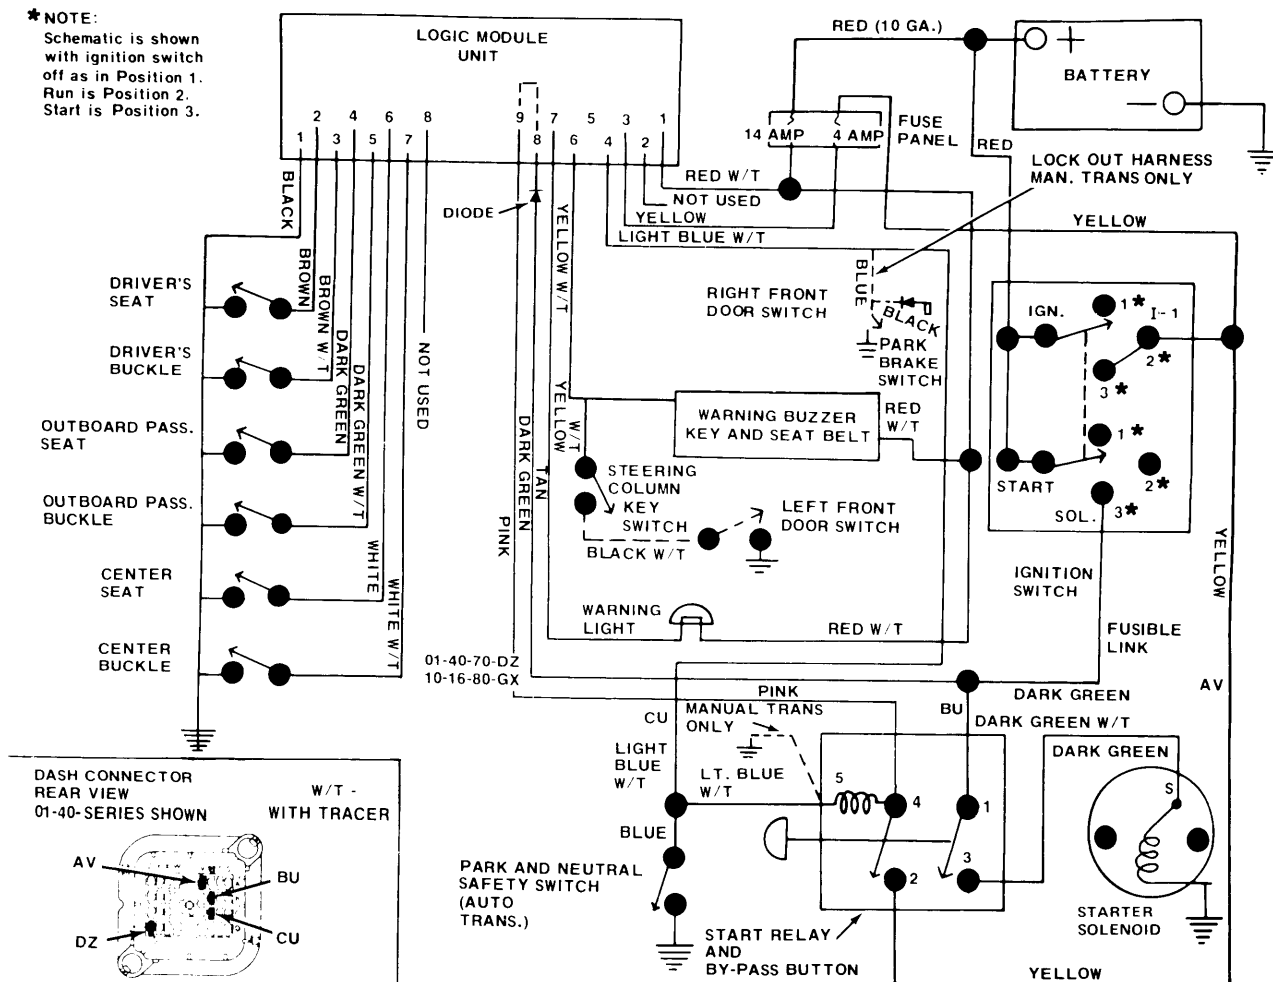 *NOTE:
Schematic is shown
with ignition switch
off as in Position 1.
Run is Position 2.
Start is Position 3.
LOGIC MODULE
UNIT
1 2 3 4 5 6 7 8
9 8 7 6 5 4 3 2 1
RED (10 GA.)
BATTERY
14 AMP
4 AMP
FUSE
PANEL
RED
LOCK OUT HARNESS
MAN. TRANS ONLY
RED W/T
NOT USED
YELLOW
LIGHT BLUE W/T
YELLOW
DIODE
BLACK
BROWN
BROWN W/T
DARK GREEN
DARK GREEN W/T
WHITE
WHITE W/T
NOT USED
YELLOW W/T
YELLOW
W/T
DARK GREEN
TAN
PINK
DRIVER'S
SEAT
DRIVER'S
BUCKLE
OUTBOARD PASS.
SEAT
OUTBOARD PASS.
BUCKLE
CENTER
SEAT
CENTER
BUCKLE
RIGHT FRONT
DOOR SWITCH
BLUE
BLACK
PARK
BRAKE
SWITCH
IGN.
1*
I-1
2*
3*
1*
START
2*
SOL.
3*
IGNITION
SWITCH
WARNING BUZZER
KEY AND SEAT BELT
RED
W/T
STEERING
COLUMN
KEY
SWITCH
LEFT FRONT
DOOR SWITCH
BLACK W/T
WARNING
LIGHT
RED W/T
YELLOW
FUSIBLE
LINK
01-40-70-DZ
10-16-80-GX
AV
PINK
DARK GREEN
CU
MANUAL TRANS
ONLY
BU
DARK GREEN W/T
LIGHT
BLUE
W/T
LT. BLUE
W/T
DARK GREEN
5
4
1
3
2
S
BLUE
PARK AND NEUTRAL
SAFETY SWITCH
(AUTO
TRANS.)
START RELAY
AND
BY-PASS BUTTON
STARTER
SOLENOID
YELLOW
DASH CONNECTOR
REAR VIEW
01-40-SERIES SHOWN
W/T -
WITH TRACER
AV
BU
CU
DZ